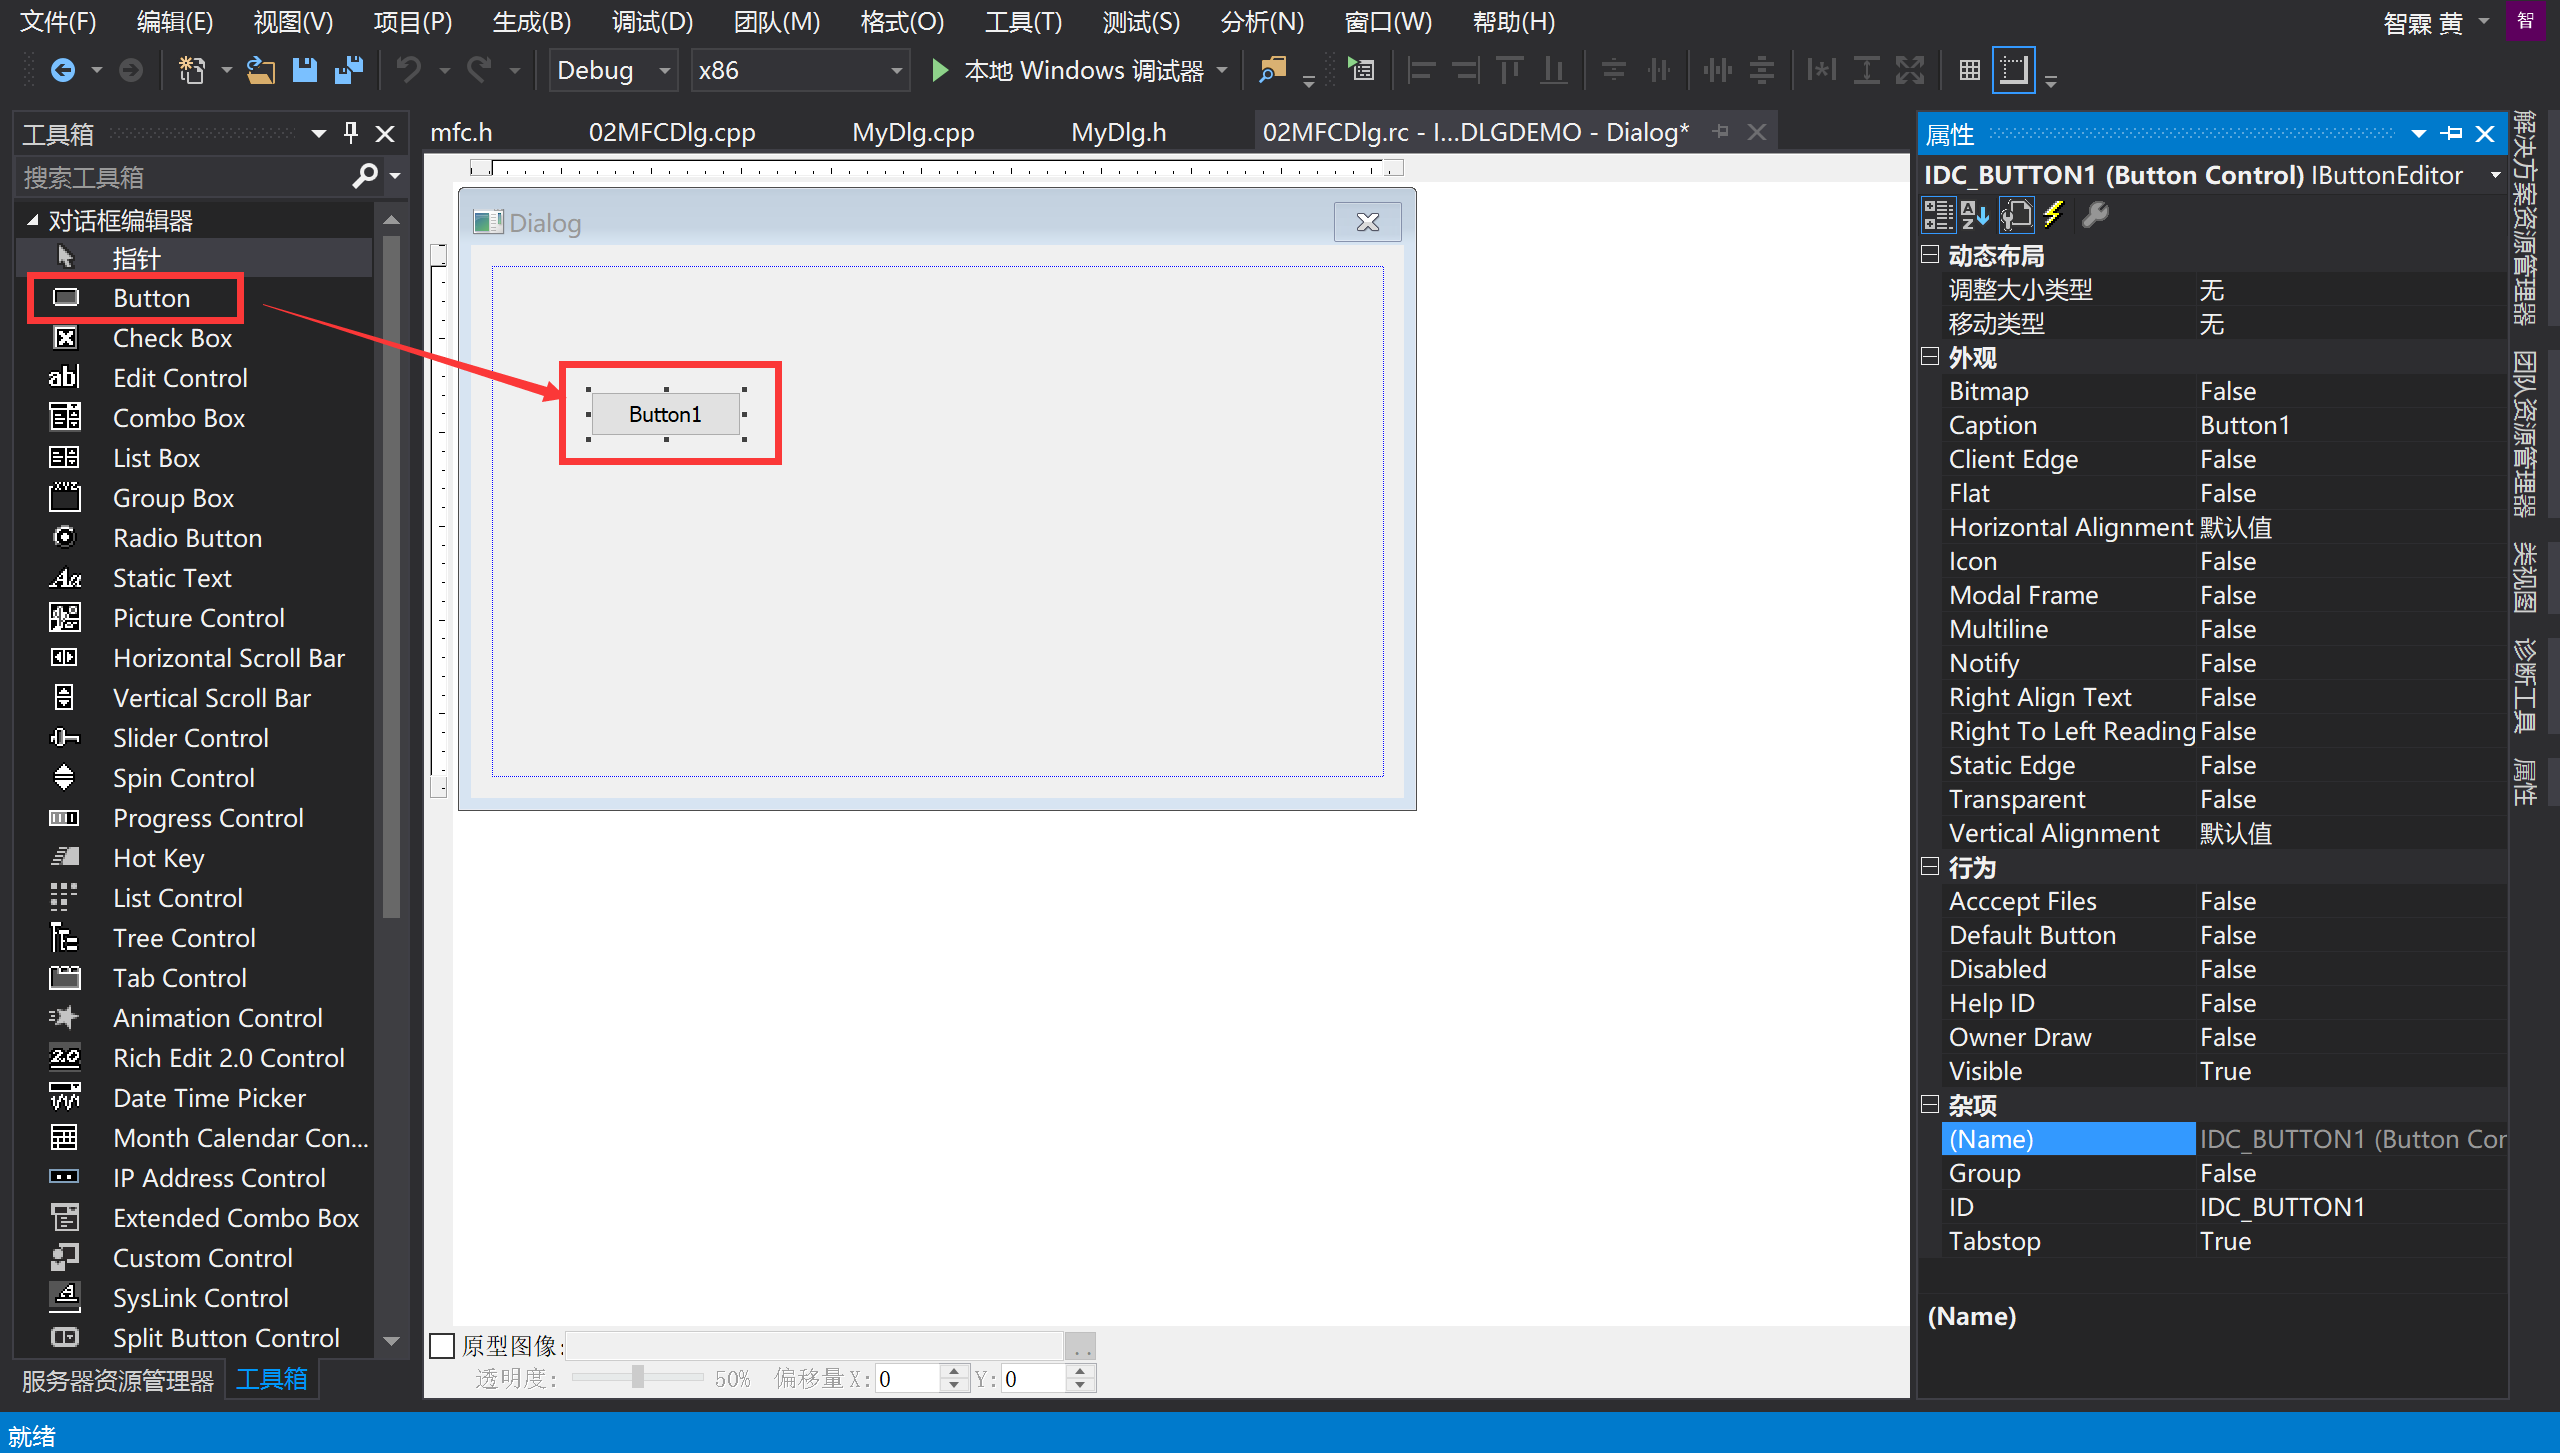 文件(F) 编辑(E) 视图(V) 项目(P) 生成(B) 调试(D) 团队(M) 格式(O) 工具(T) 测试(S) 分析(N) 窗口(W) 帮助(H) 智霖 黄 智
Debug x86 本地 Windows 调试器
工具箱
搜索工具箱
对话框编辑器
指针
Button
Check Box
Edit Control
Combo Box
List Box
Group Box
Radio Button
Static Text
Picture Control
Horizontal Scroll Bar
Vertical Scroll Bar
Slider Control
Spin Control
Progress Control
Hot Key
List Control
Tree Control
Tab Control
Animation Control
Rich Edit 2.0 Control
Date Time Picker
Month Calendar Con...
IP Address Control
Extended Combo Box
Custom Control
SysLink Control
Split Button Control
服务器资源管理器 工具箱
mfc.h 02MFCDlg.cpp MyDlg.cpp MyDlg.h 02MFCDlg.rc - I...DLGDEMO - Dialog*
Dialog
Button1
原型图像: ..
透明度: 50% 偏移量 X: 0 Y: 0
属性
IDC_BUTTON1 (Button Control) IButtonEditor
动态布局
调整大小类型 无
移动类型 无
外观
Bitmap False
Caption Button1
Client Edge False
Flat False
Horizontal Alignment 默认值
Icon False
Modal Frame False
Multiline False
Notify False
Right Align Text False
Right To Left Reading False
Static Edge False
Transparent False
Vertical Alignment 默认值
行为
Acccept Files False
Default Button False
Disabled False
Help ID False
Owner Draw False
Visible True
杂项
(Name) IDC_BUTTON1 (Button Cor
Group False
ID IDC_BUTTON1
Tabstop True
(Name)
解决方案资源管理器
团队资源管理器
类视图
诊断工具
属性
就绪